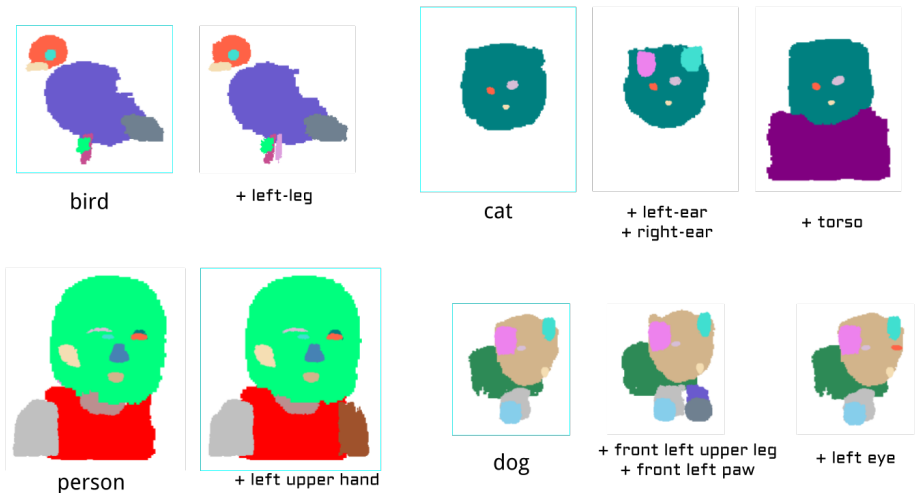 bird
+ left-leg
cat
+ left-ear
+ right-ear
+ torso
person
+ left upper hand
dog
+ front left upper leg
+ front left paw
+ left eye